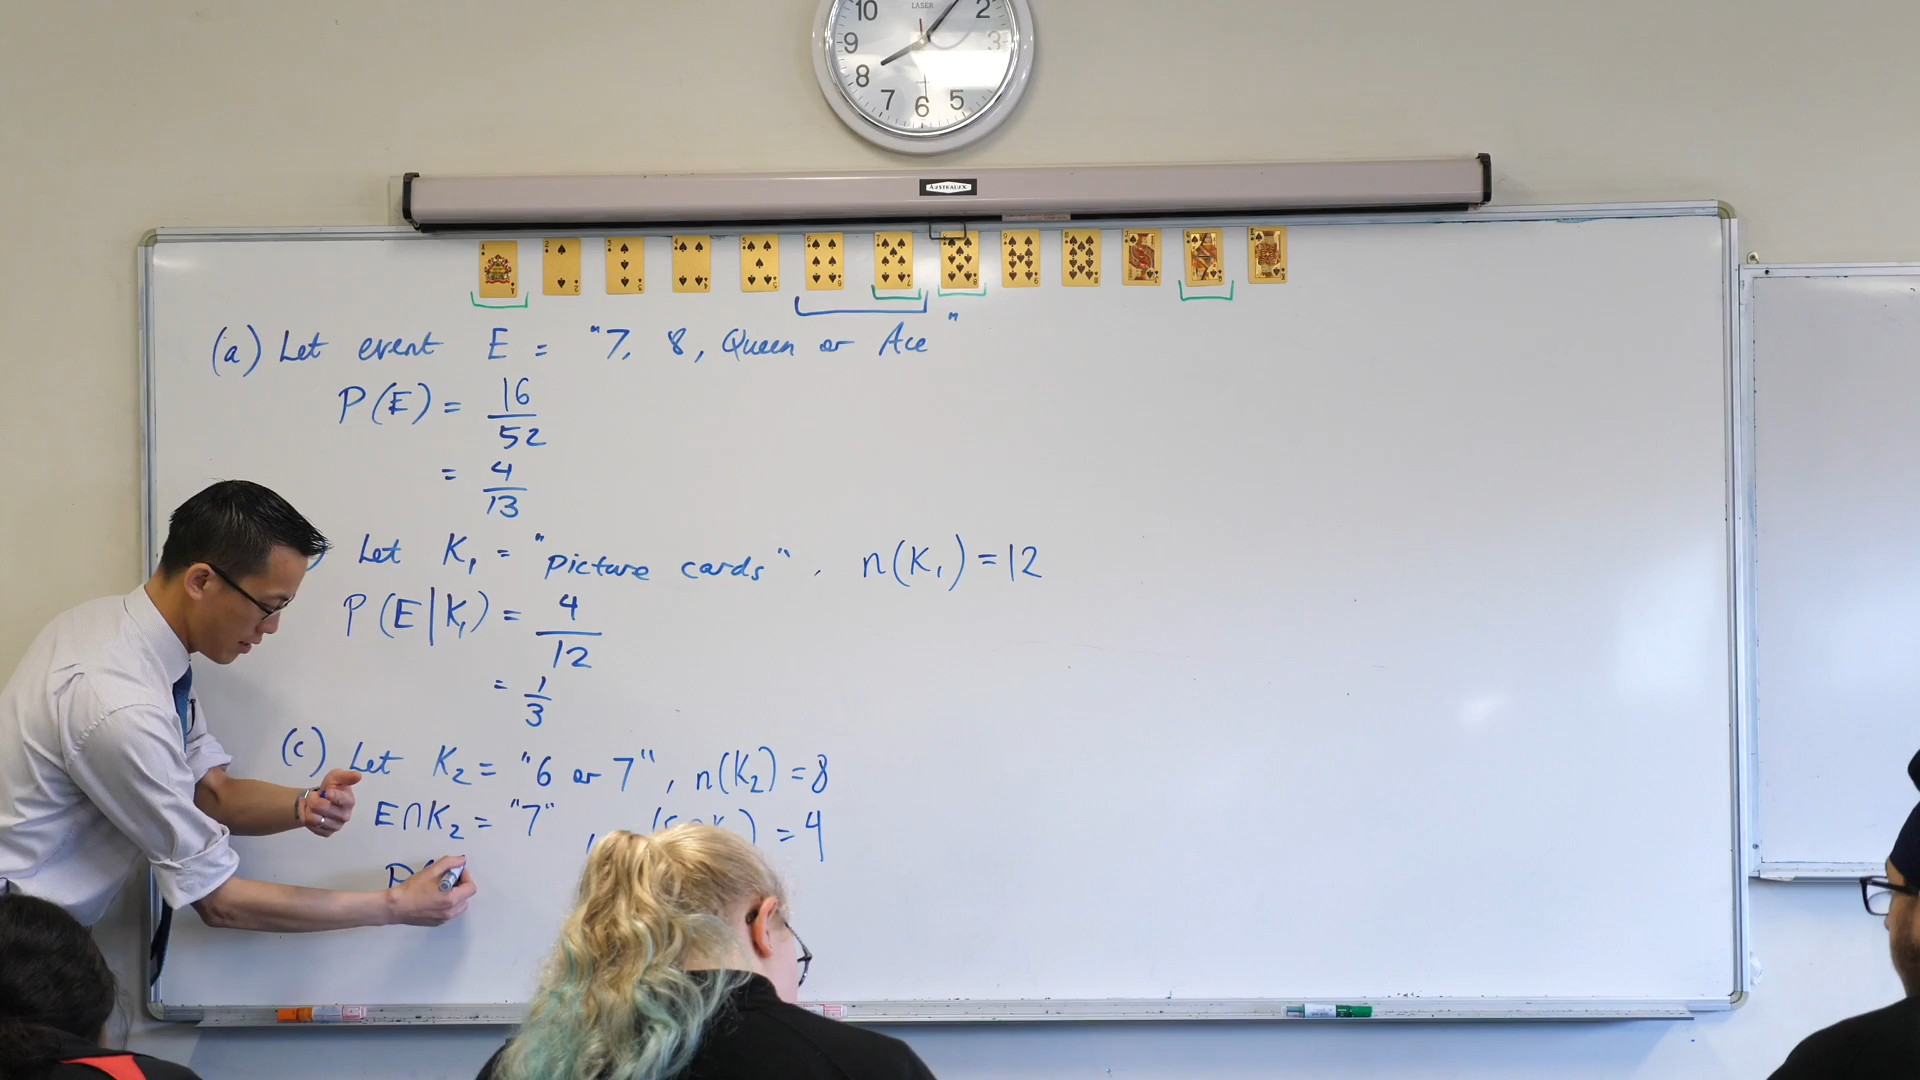 10 LASER 2
9 3
8
7 6 5
AUSTRALUX
(a) Let event E = "7, 8, Queen or Ace"
P(E) = 16/52
= 4/13
) Let K₁ = "picture cards", n(K₁) = 12
P(E|K₁) = 4/12
= 1/3
(c) Let K₂ = "6 or 7", n(K₂) = 8
E∩K₂ = "7" = 4
P(